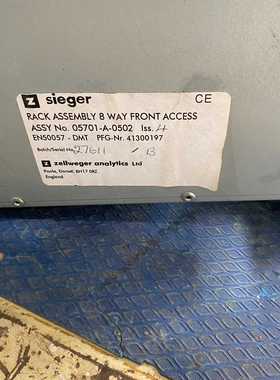 Z sieger CE
RACK ASSEMBLY 8 WAY FRONT ACCESS
ASSY No. 05701-A-0502 Iss. 4
EN50057 - DMT PFG-Nr. 41300197
Batch/Serial No. 27611 / B
Z zellweger analytics Ltd
Poole, Dorset, BH17 0RZ
England.